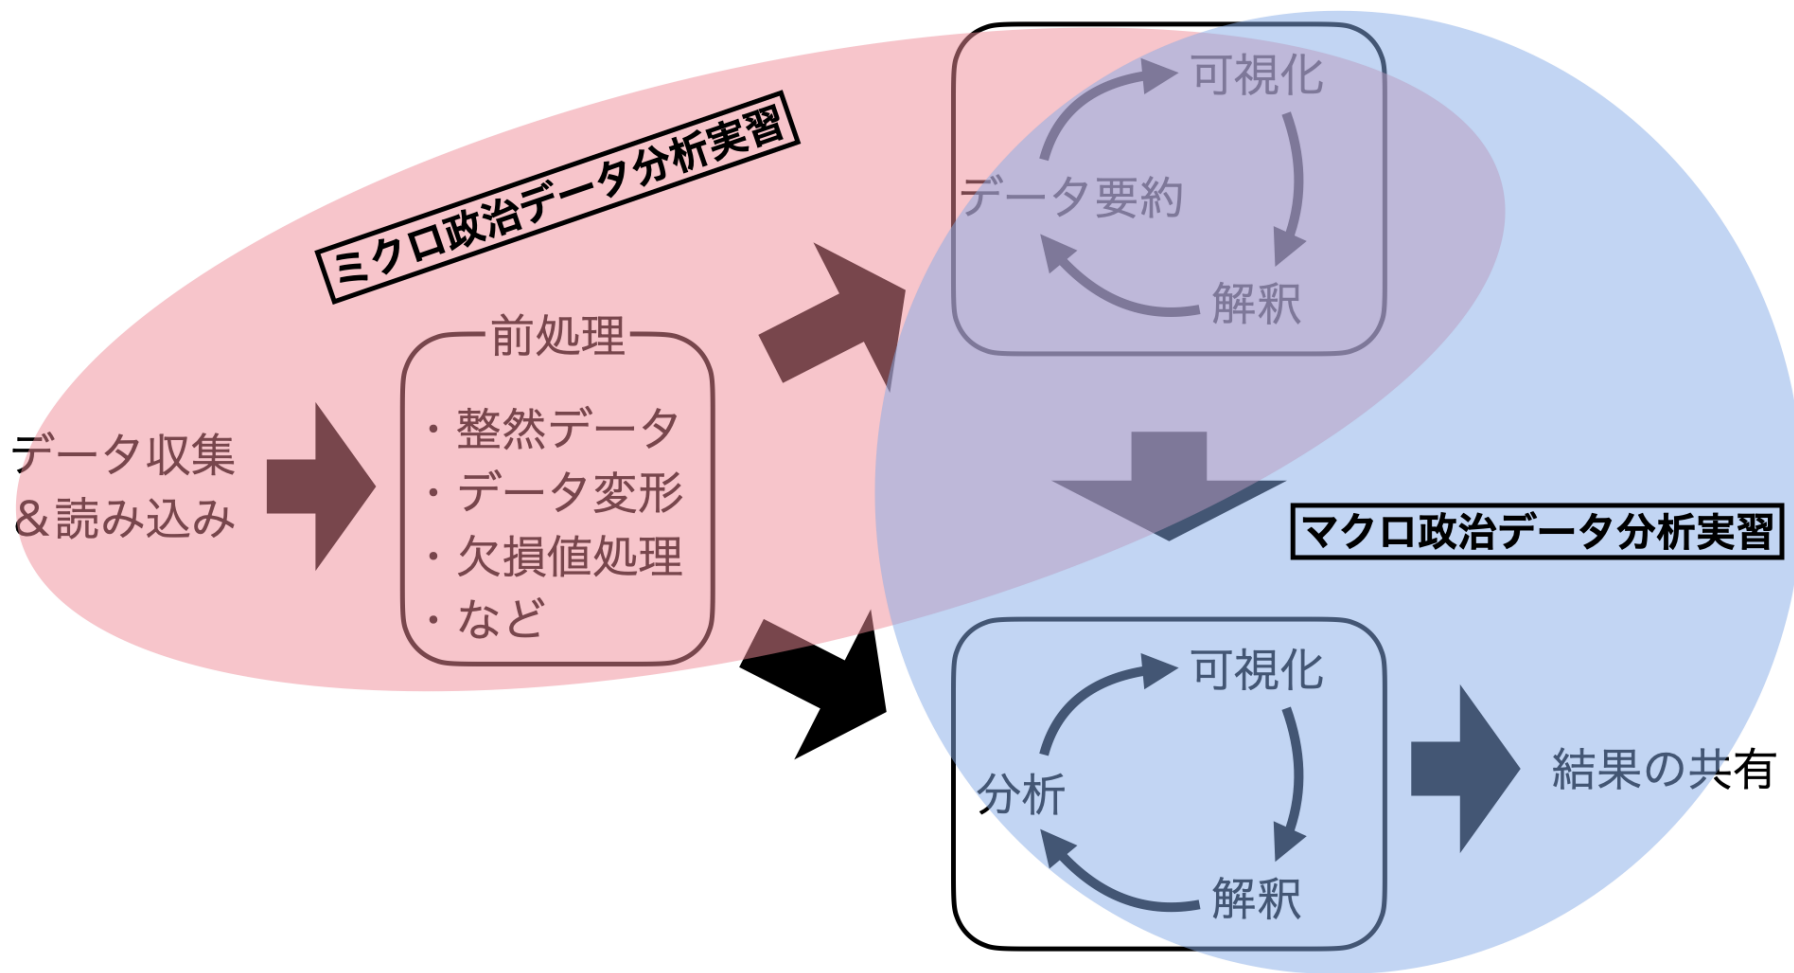 ミクロ政治データ分析実習
データ収集
＆読み込み
前処理
・整然データ
・データ変形
・欠損値処理
・など
可視化
データ要約
解釈
マクロ政治データ分析実習
可視化
分析
解釈
結果の共有